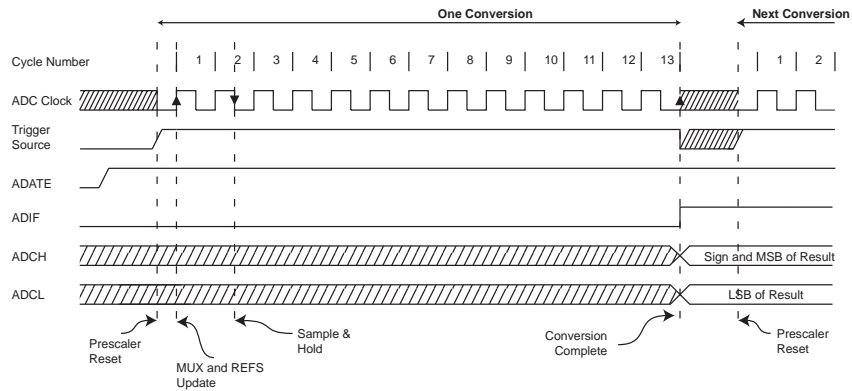 One Conversion
Next Conversion
Cycle Number
1 2 3 4 5 6 7 8 9 10 11 12 13 1 2
ADC Clock
Trigger
Source
ADATE
ADIF
ADCH
Sign and MSB of Result
ADCL
LSB of Result
Prescaler
Reset
MUX and REFS
Update
Sample &
Hold
Conversion
Complete
Prescaler
Reset